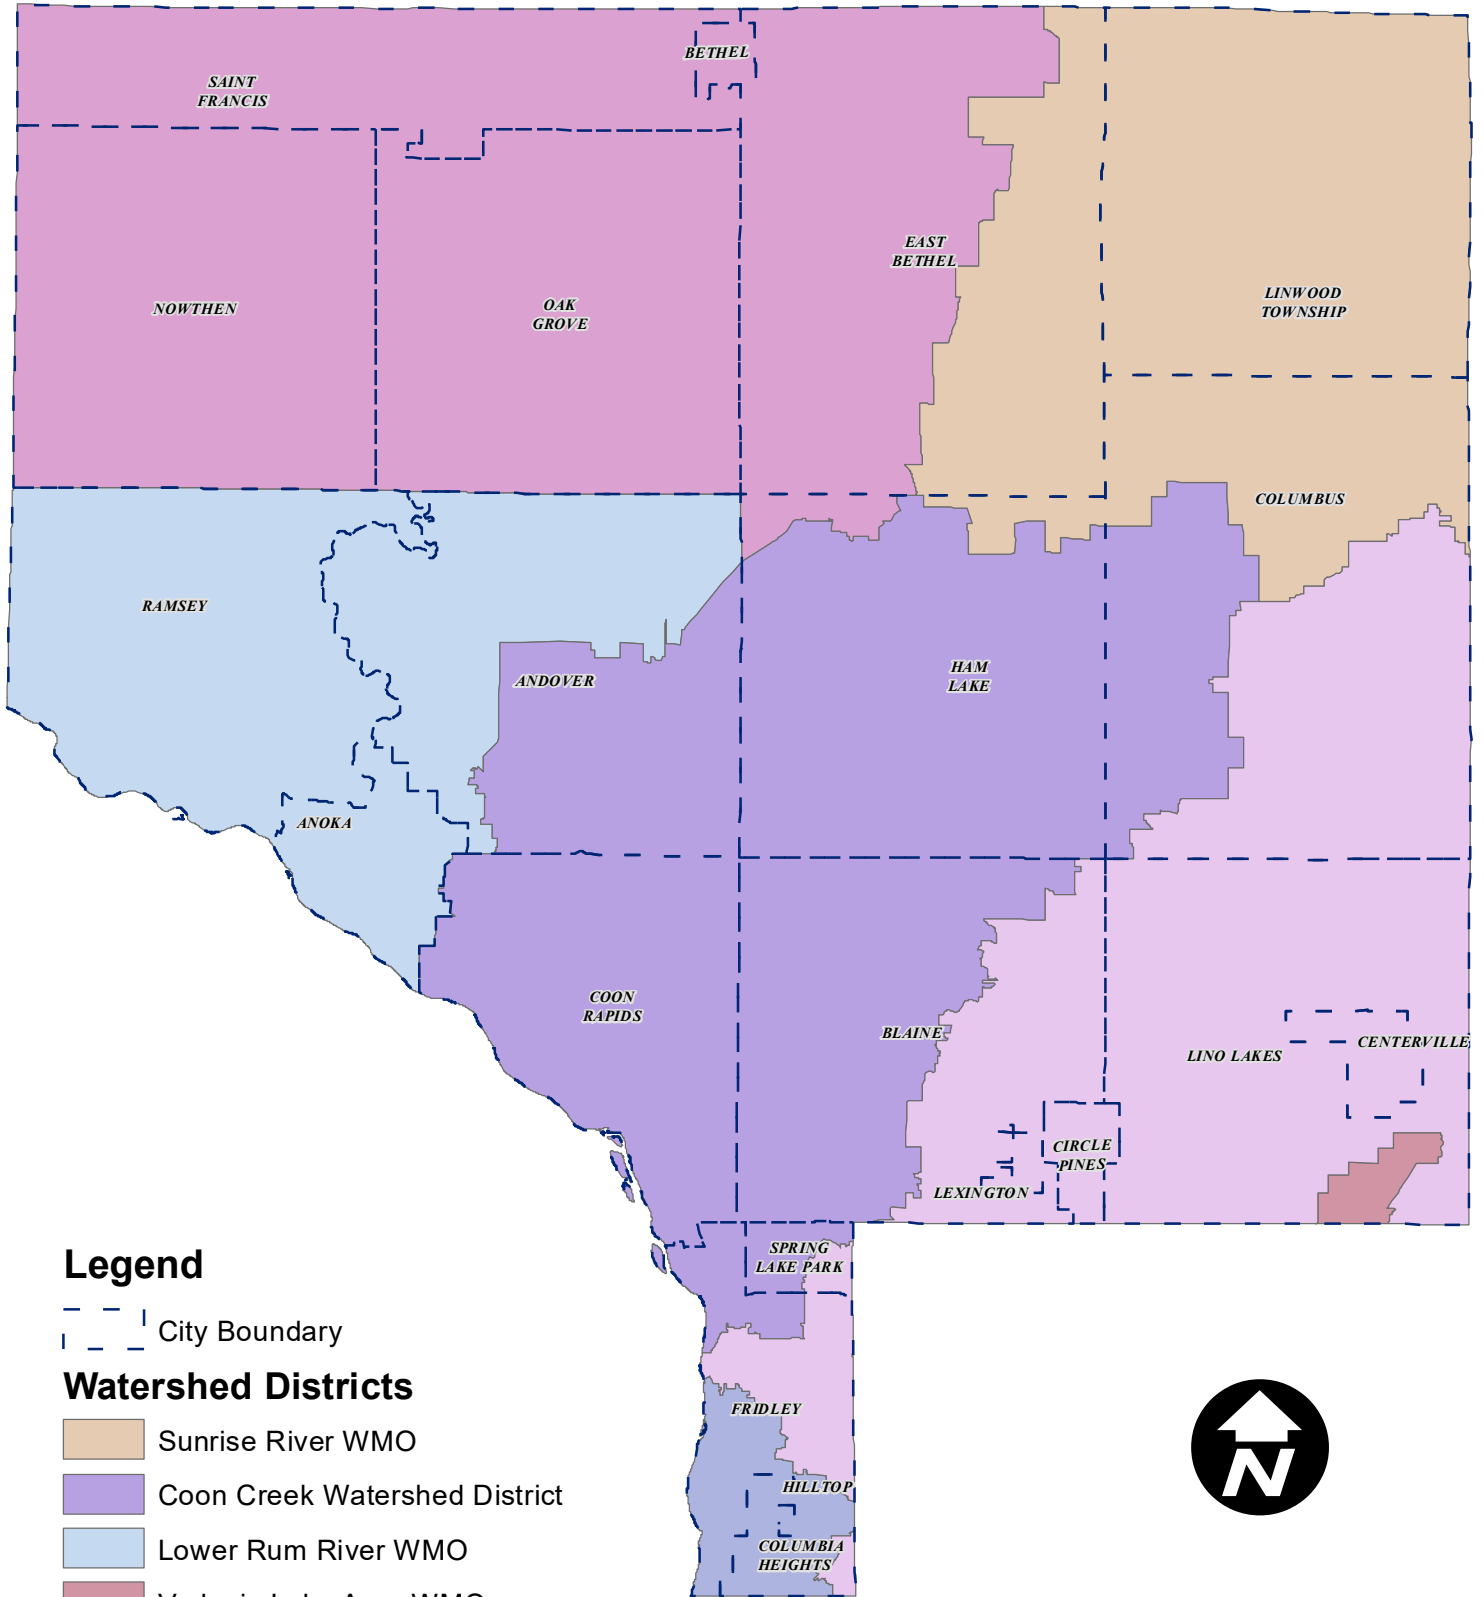 BETHEL
SAINT
FRANCIS
EAST
BETHEL
NOWTHEN
OAK
GROVE
LINWOOD
TOWNSHIP
COLUMBUS
RAMSEY
ANDOVER
HAM
LAKE
ANOKA
COON
RAPIDS
BLAINE
LINO LAKES
CENTERVILLE
CIRCLE
PINES
LEXINGTON
SPRING
LAKE PARK
FRIDLEY
HILLTOP
COLUMBIA
HEIGHTS
Legend
City Boundary
Watershed Districts
Sunrise River WMO
Coon Creek Watershed District
Lower Rum River WMO
N